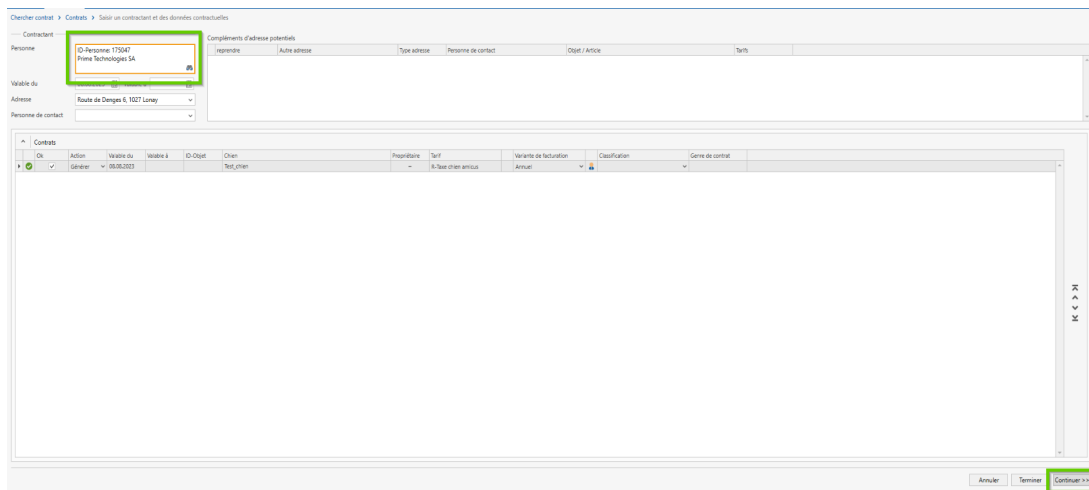 Chercher contrat > Contrats > Saisir un contractant et des données contractuelles
Contractant
Compléments d'adresse potentiels
Personne
ID-Personne: 175047
Prime Technologies SA
reprendre Autre adresse Type adresse Personne de contact Objet / Article Tarifs
Valable du
Adresse Route de Denges 6, 1027 Lonay
Personne de contact
Contrats
Ok Action Valable du Valable à ID-Objet Chien Propriétaire Tarif Variante de facturation Classification Genre de contrat
Générer 06.06.2023 Test_chien R-Taxe chien amicus Annuel
Annuler Terminer Continuer >>